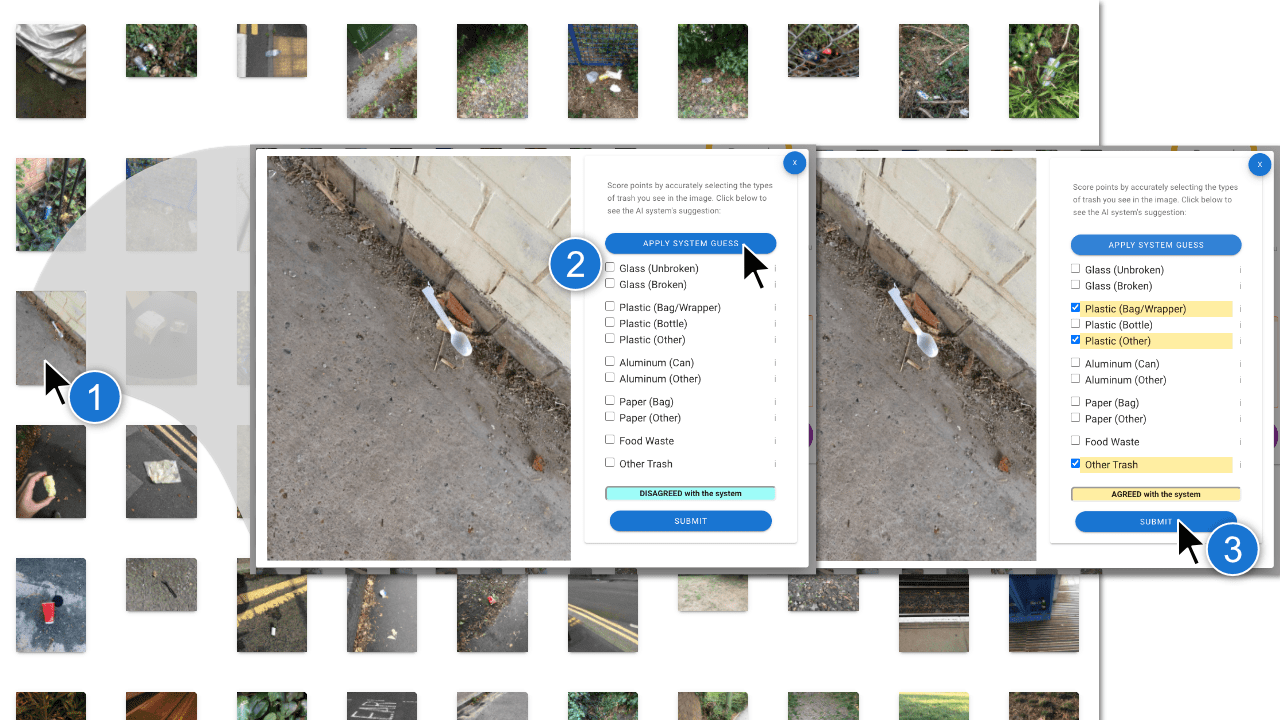 x
Score points by accurately selecting the types
of trash you see in the image. Click below to
see the AI system's suggestion:
APPLY SYSTEM GUESS
2
Glass (Unbroken) i
Glass (Broken) i
Plastic (Bag/Wrapper) i
Plastic (Bottle) i
Plastic (Other) i
Aluminum (Can) i
Aluminum (Other) i
Paper (Bag) i
Paper (Other) i
Food Waste i
Other Trash i
DISAGREED with the system
SUBMIT
1
x
Score points by accurately selecting the types
of trash you see in the image. Click below to
see the AI system's suggestion:
APPLY SYSTEM GUESS
Glass (Unbroken) i
Glass (Broken) i
Plastic (Bag/Wrapper) i
Plastic (Bottle) i
Plastic (Other) i
Aluminum (Can) i
Aluminum (Other) i
Paper (Bag) i
Paper (Other) i
Food Waste i
Other Trash i
AGREED with the system
SUBMIT
3